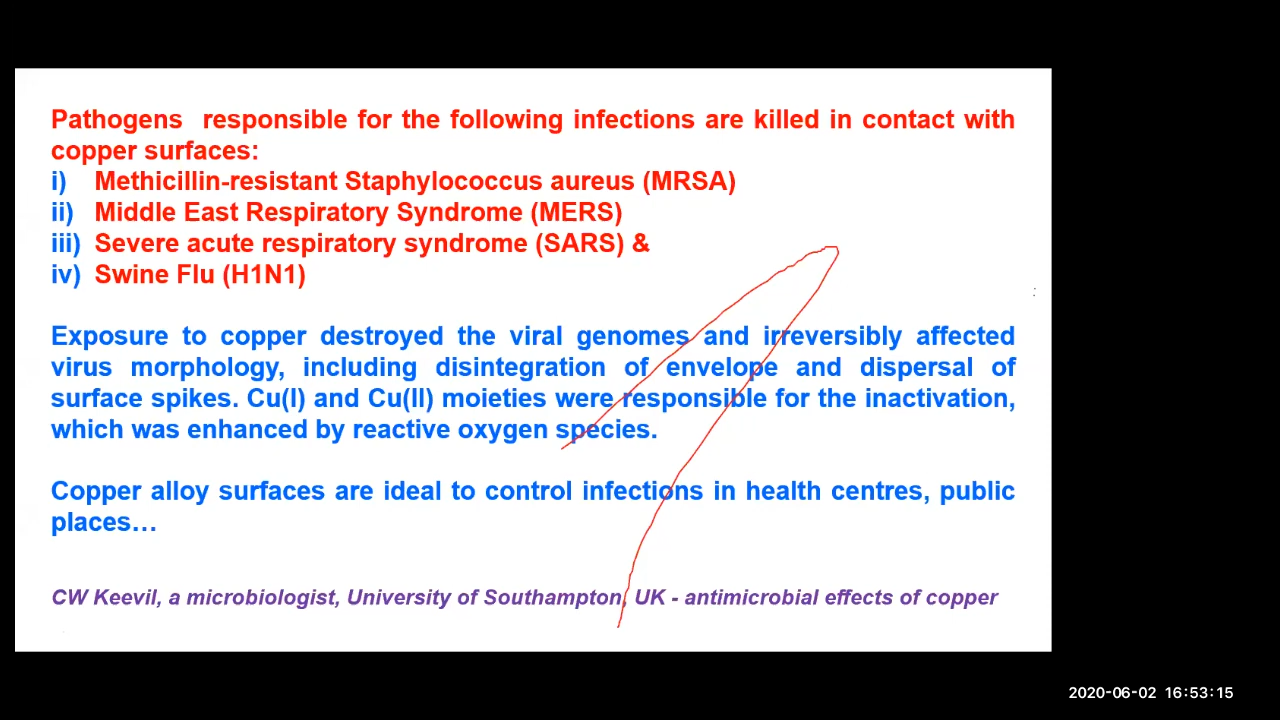 Pathogens responsible for the following infections are killed in contact with
copper surfaces:
i) Methicillin-resistant Staphylococcus aureus (MRSA)
ii) Middle East Respiratory Syndrome (MERS)
iii) Severe acute respiratory syndrome (SARS) &
iv) Swine Flu (H1N1)
:
Exposure to copper destroyed the viral genomes and irreversibly affected
virus morphology, including disintegration of envelope and dispersal of
surface spikes. Cu(I) and Cu(II) moieties were responsible for the inactivation,
which was enhanced by reactive oxygen species.
Copper alloy surfaces are ideal to control infections in health centres, public
places…
CW Keevil, a microbiologist, University of Southampton, UK - antimicrobial effects of copper
2020-06-02 16:53:15